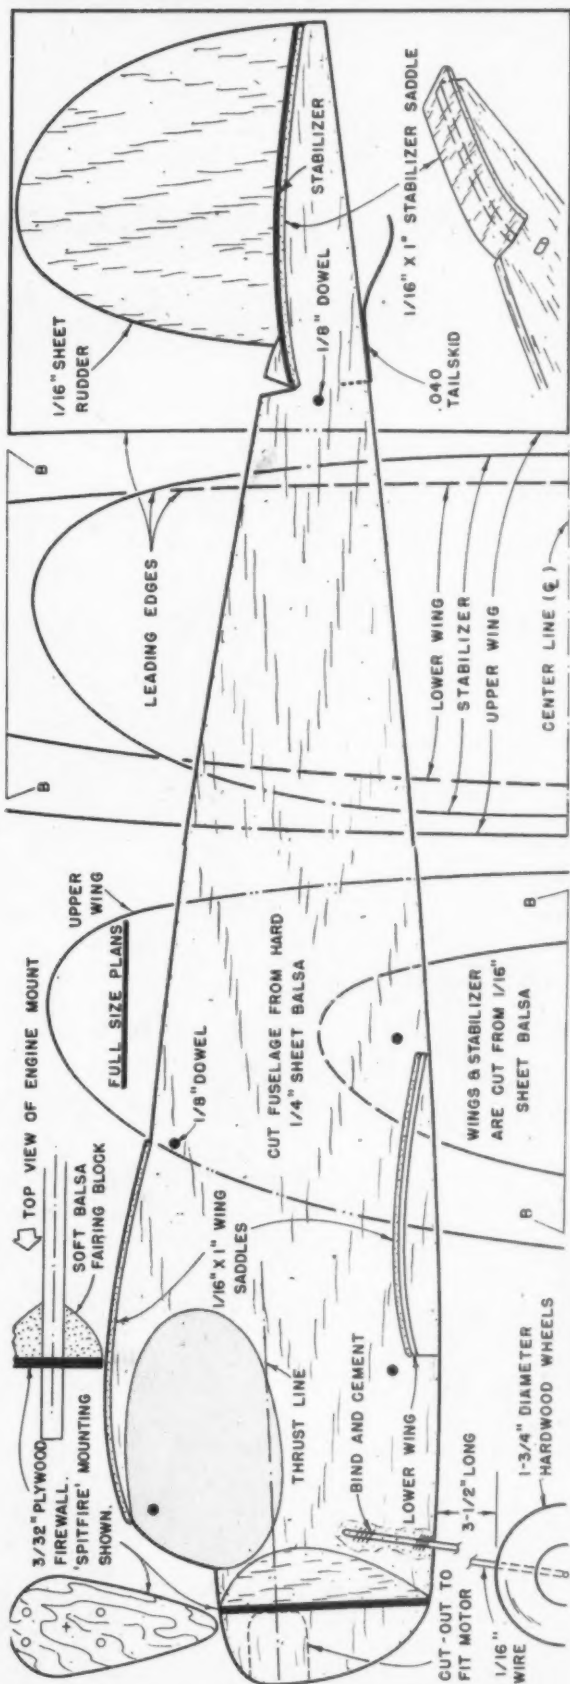 3/32" PLYWOOD
FIREWALL.
'SPITFIRE' MOUNTING
SHOWN.
TOP VIEW OF ENGINE MOUNT
SOFT BALSA
FAIRING BLOCK
1/16" X 1" WING
SADDLES
THRUST LINE
BIND AND CEMENT
LOWER WING
CUT-OUT TO
FIT MOTOR
1/16"
WIRE
3-1/2" LONG
1-3/4" DIAMETER
HARDWOOD WHEELS
UPPER
WING
FULL SIZE PLANS
1/8" DOWEL
CUT FUSELAGE FROM HARD
1/4" SHEET BALSA
WINGS & STABILIZER
ARE CUT FROM 1/16"
SHEET BALSA
B
B
B
B
LEADING EDGES
LOWER WING
STABILIZER
UPPER WING
CENTER LINE (℄)
1/16" SHEET
RUDDER
STABILIZER
1/8" DOWEL
1/16" X 1" STABILIZER SADDLE
.040
TAILSKID